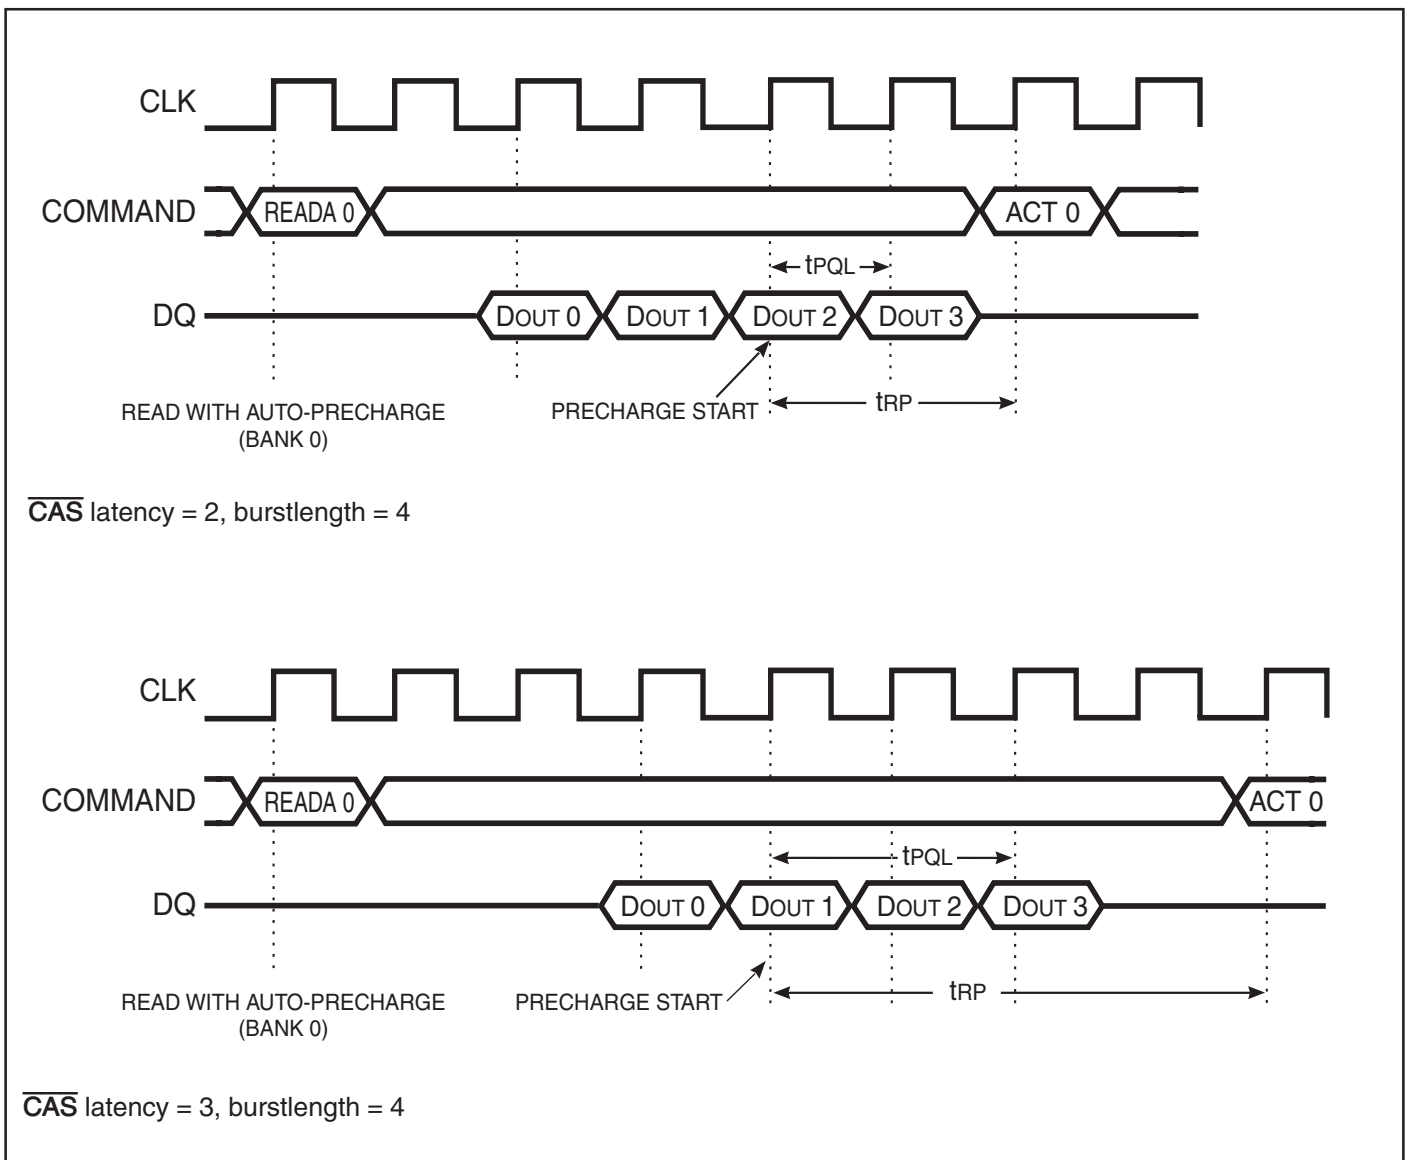 CLK
COMMAND READA 0 ACT 0
tPQL
DQ DOUT 0 DOUT 1 DOUT 2 DOUT 3
READ WITH AUTO-PRECHARGE
(BANK 0)
PRECHARGE START
tRP
CAS latency = 2, burstlength = 4
CLK
COMMAND READA 0 ACT 0
tPQL
DQ DOUT 0 DOUT 1 DOUT 2 DOUT 3
READ WITH AUTO-PRECHARGE
(BANK 0)
PRECHARGE START
tRP
CAS latency = 3, burstlength = 4